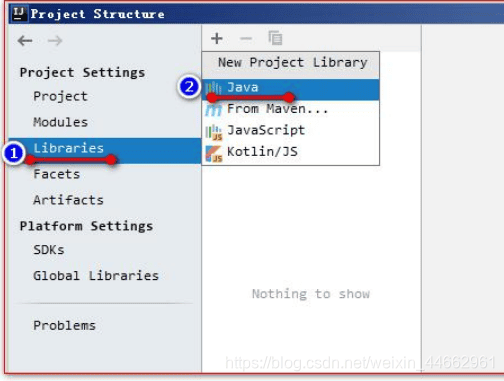 Project Structure
Project Settings
Project
Modules
1
Libraries
Facets
Artifacts
Platform Settings
SDKs
Global Libraries
Problems
New Project Library
2
Java
From Maven...
JavaScript
Kotlin/JS
Nothing to show
https://blog.csdn.net/weixin_44662961